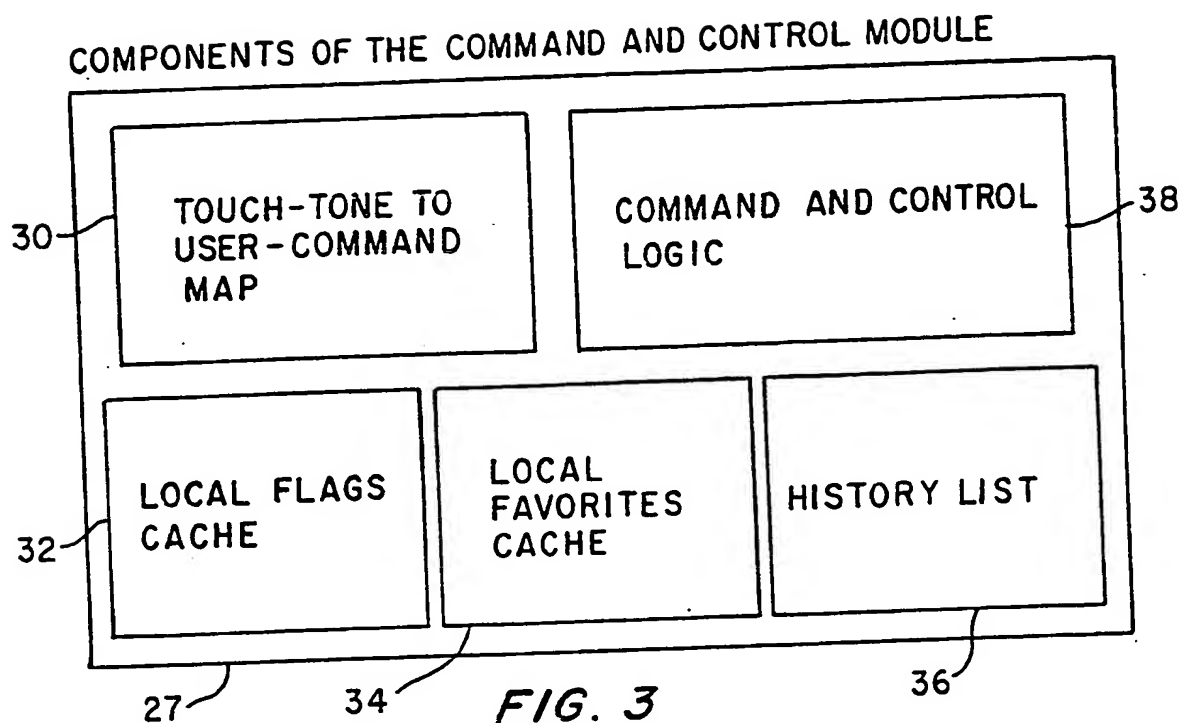 COMPONENTS OF THE COMMAND AND CONTROL MODULE
TOUCH-TONE TO
USER-COMMAND
MAP
COMMAND AND CONTROL
LOGIC
30
38
LOCAL FLAGS
CACHE
LOCAL
FAVORITES
CACHE
HISTORY LIST
32
27
34
FIG. 3
36